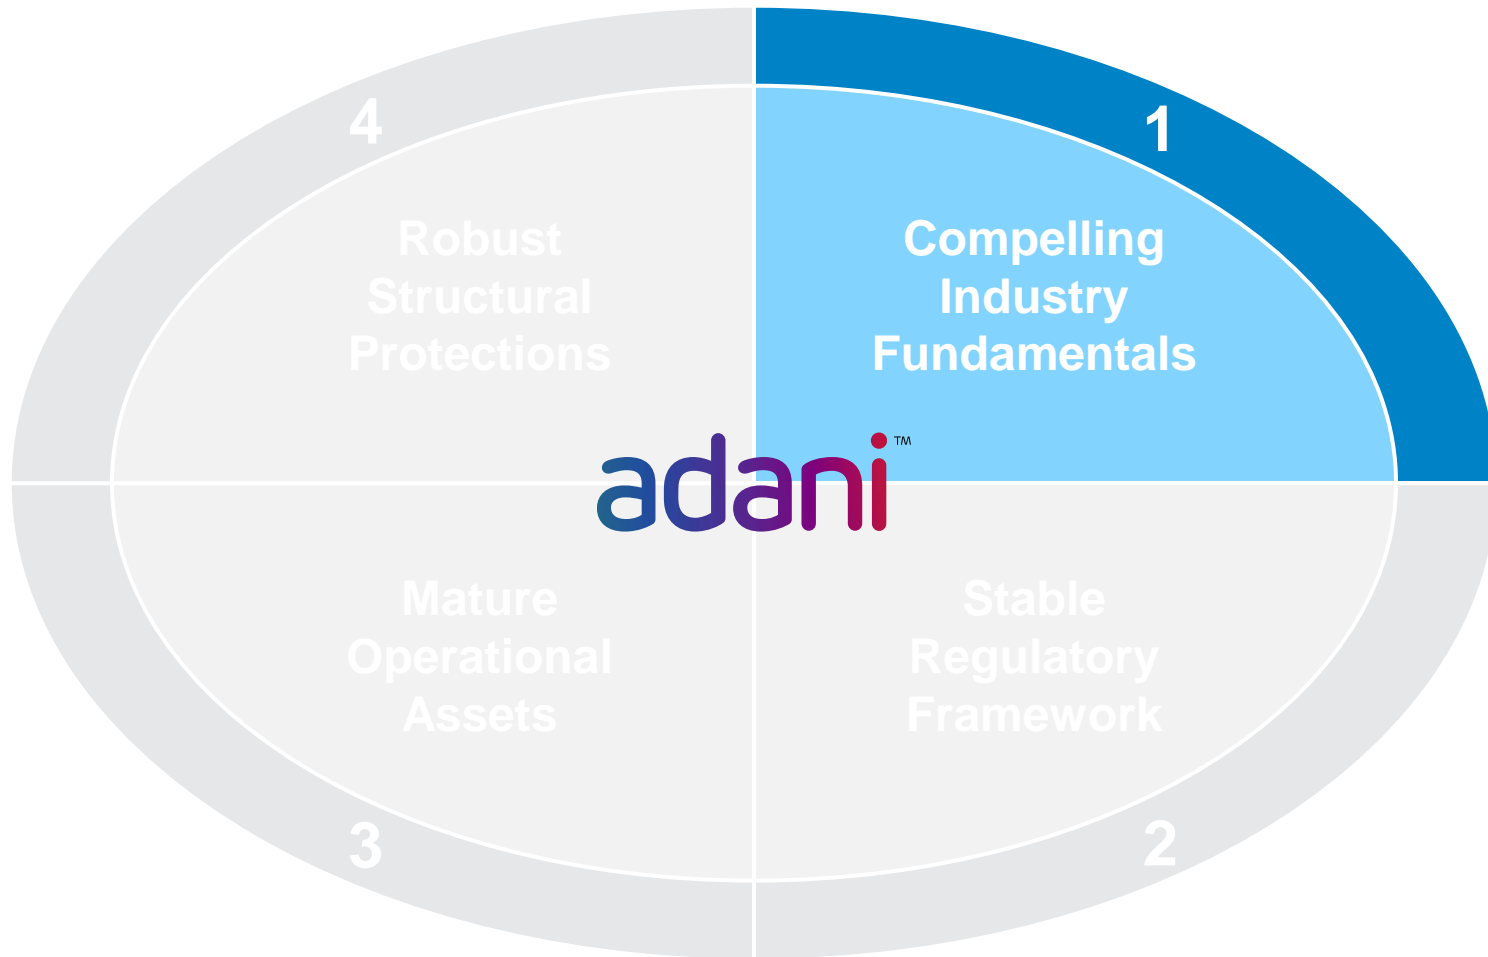 4
Robust
Structural
Protections
1
Compelling
Industry
Fundamentals
adani™
Mature
Operational
Assets
3
Stable
Regulatory
Framework
2